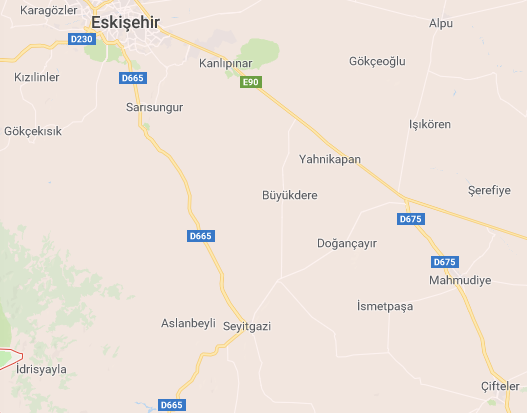 Karagözler
Eskişehir
Alpu
D230
Kanlıpınar
Gökçeoğlu
Kızılinler
D665
E90
Sarısungur
Gökçekısık
Işıkören
Yahnikapan
Büyükdere
Şerefiye
D675
D665
Doğançayır
D675
Mahmudiye
İsmetpaşa
Aslanbeyli
Seyitgazi
İdrisyayla
Çifteler
D665